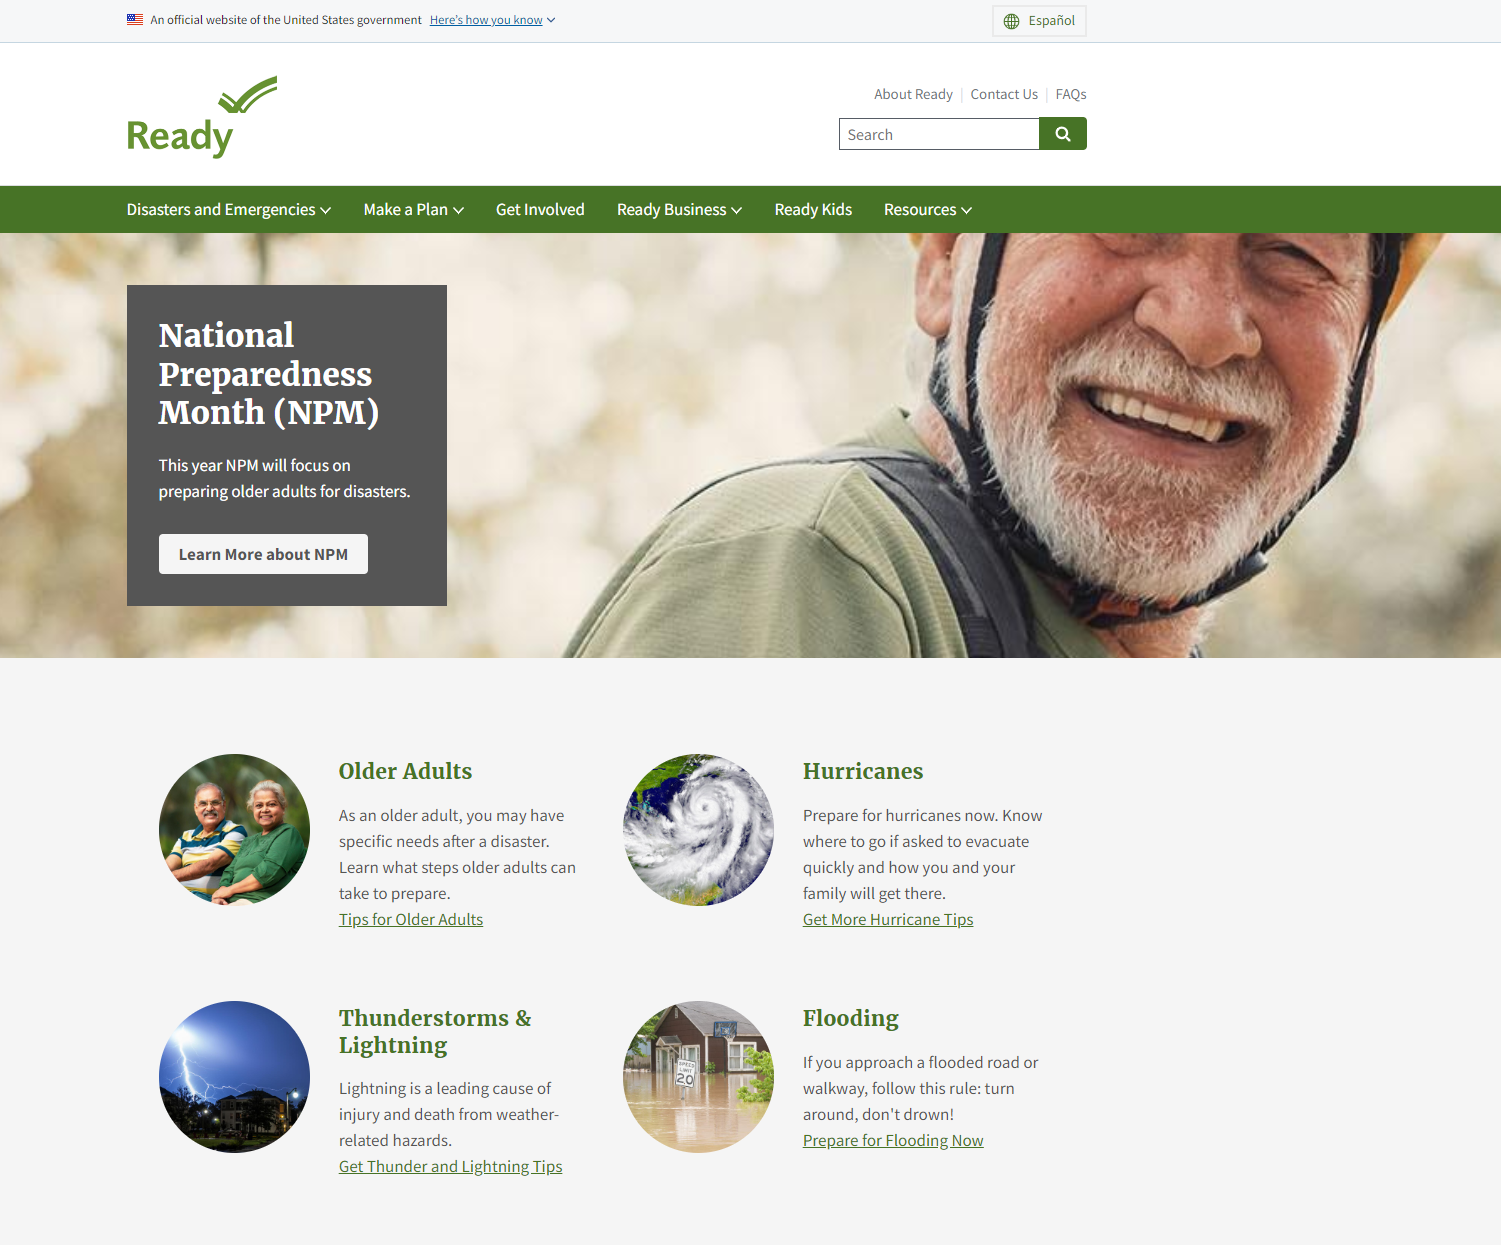 An official website of the United States government Here's how you know
Español
Ready
About Ready | Contact Us | FAQs
Search
Disasters and Emergencies Make a Plan Get Involved Ready Business Ready Kids Resources
National
Preparedness
Month (NPM)
This year NPM will focus on
preparing older adults for disasters.
Learn More about NPM
Older Adults
As an older adult, you may have
specific needs after a disaster.
Learn what steps older adults can
take to prepare.
Tips for Older Adults
Hurricanes
Prepare for hurricanes now. Know
where to go if asked to evacuate
quickly and how you and your
family will get there.
Get More Hurricane Tips
Thunderstorms &
Lightning
Lightning is a leading cause of
injury and death from weather-
related hazards.
Get Thunder and Lightning Tips
Flooding
If you approach a flooded road or
walkway, follow this rule: turn
around, don't drown!
Prepare for Flooding Now
SPEED
LIMIT
20